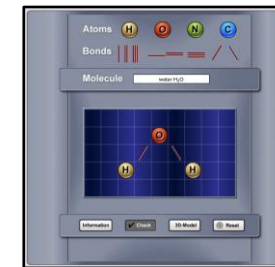 Atoms H O N C
Bonds
Molecule water H₂O
O
H H
Information Check 3D-Model Reset